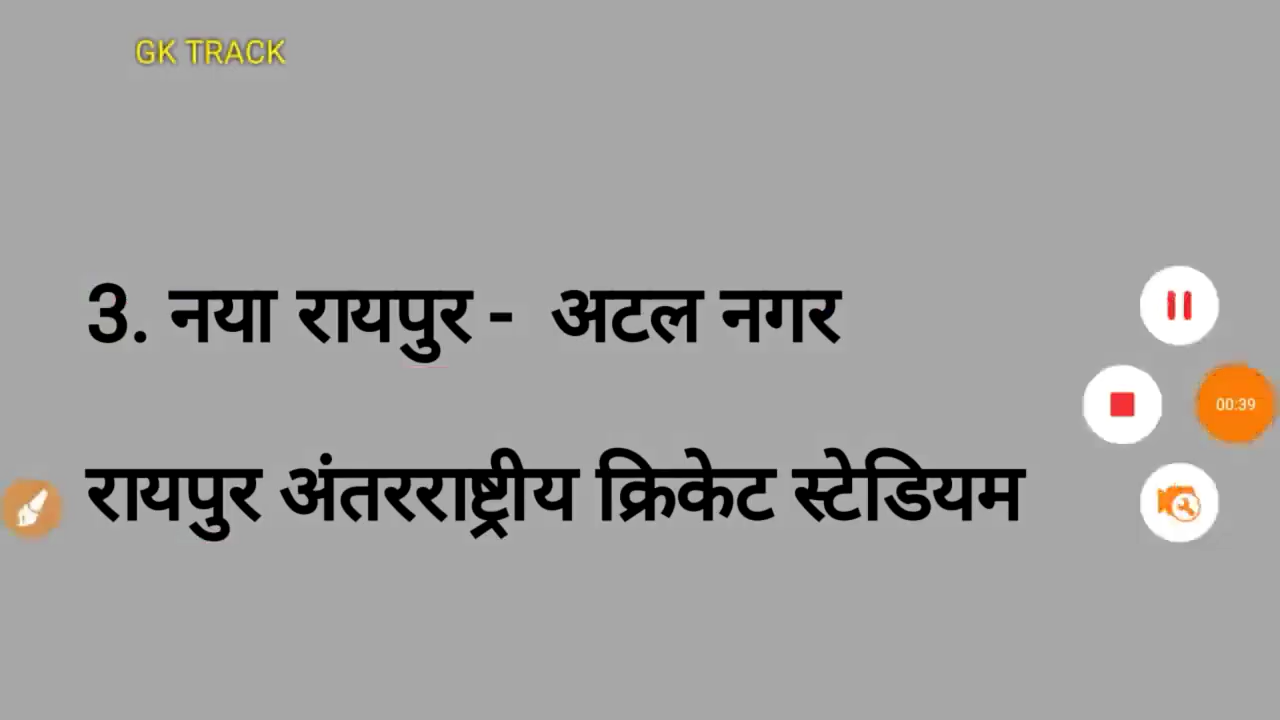 GK TRACK
3. नया रायपुर - अटल नगर
00:39
रायपुर अंतरराष्ट्रीय क्रिकेट स्टेडियम